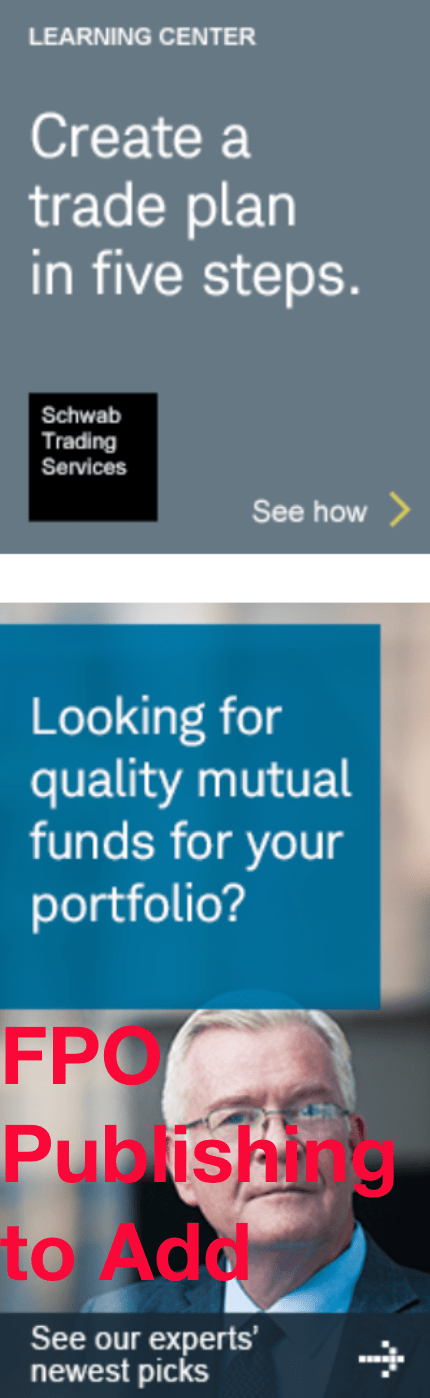 LEARNING CENTER
Create a
trade plan
in five steps.
Schwab
Trading
Services
See how
Looking for
quality mutual
funds for your
portfolio?
FPO
Publishing
to Add
See our experts’
newest picks